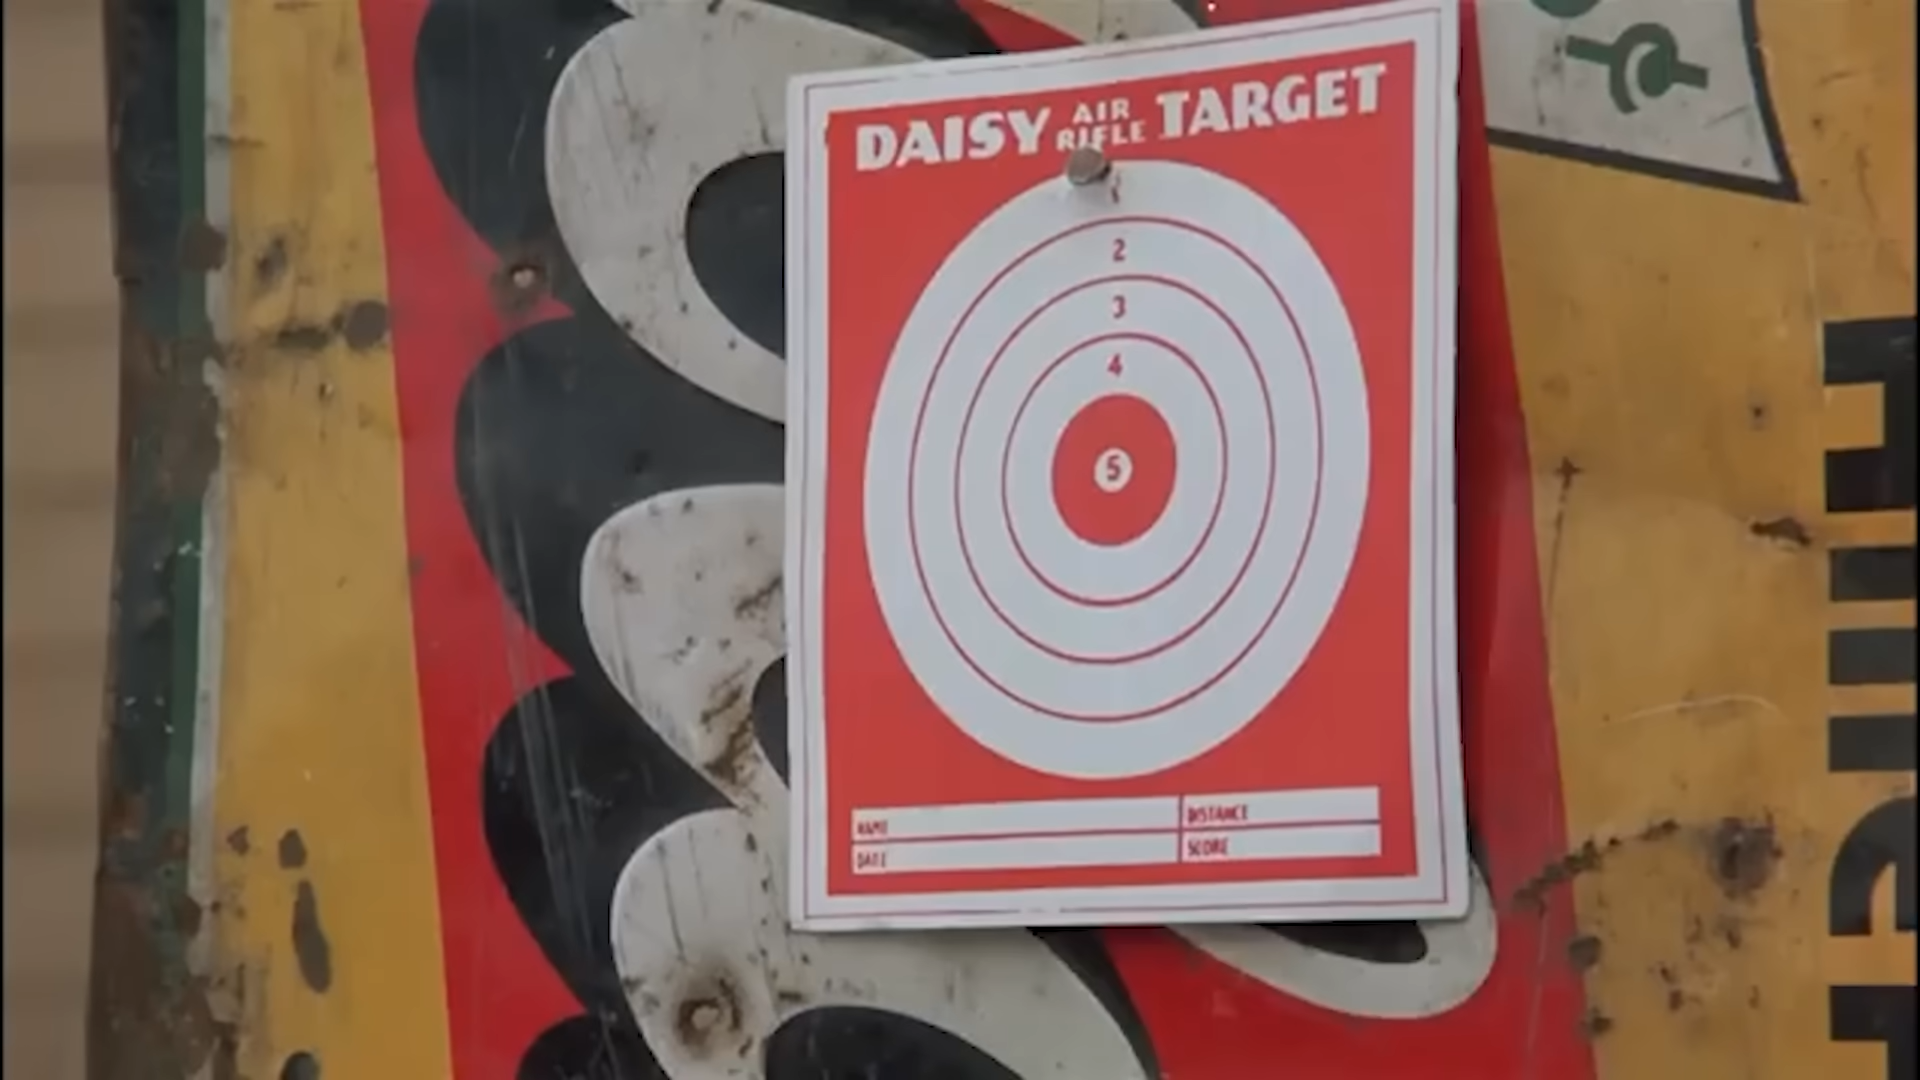 DAISY AIR RIFLE TARGET
1
2
3
4
5
NAME
DISTANCE
DATE
SCORE